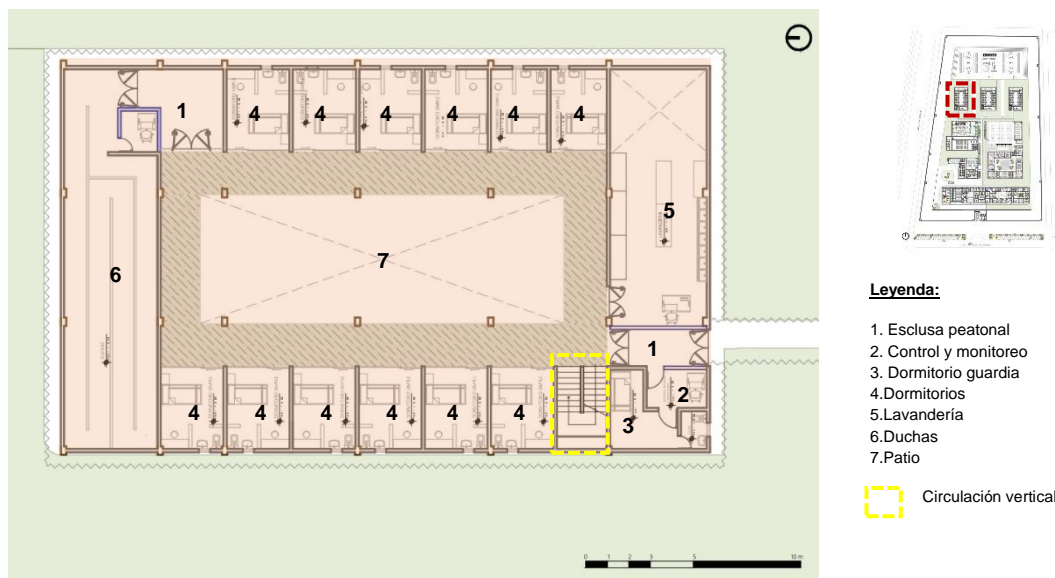 1
4
4
4
4
4
4
5
6
7
1
4
4
4
4
4
4
3
2
0 1 2 3 5 10 m
Leyenda:
1. Esclusa peatonal
2. Control y monitoreo
3. Dormitorio guardia
4.Dormitorios
5.Lavandería
6.Duchas
7.Patio
Circulación vertical